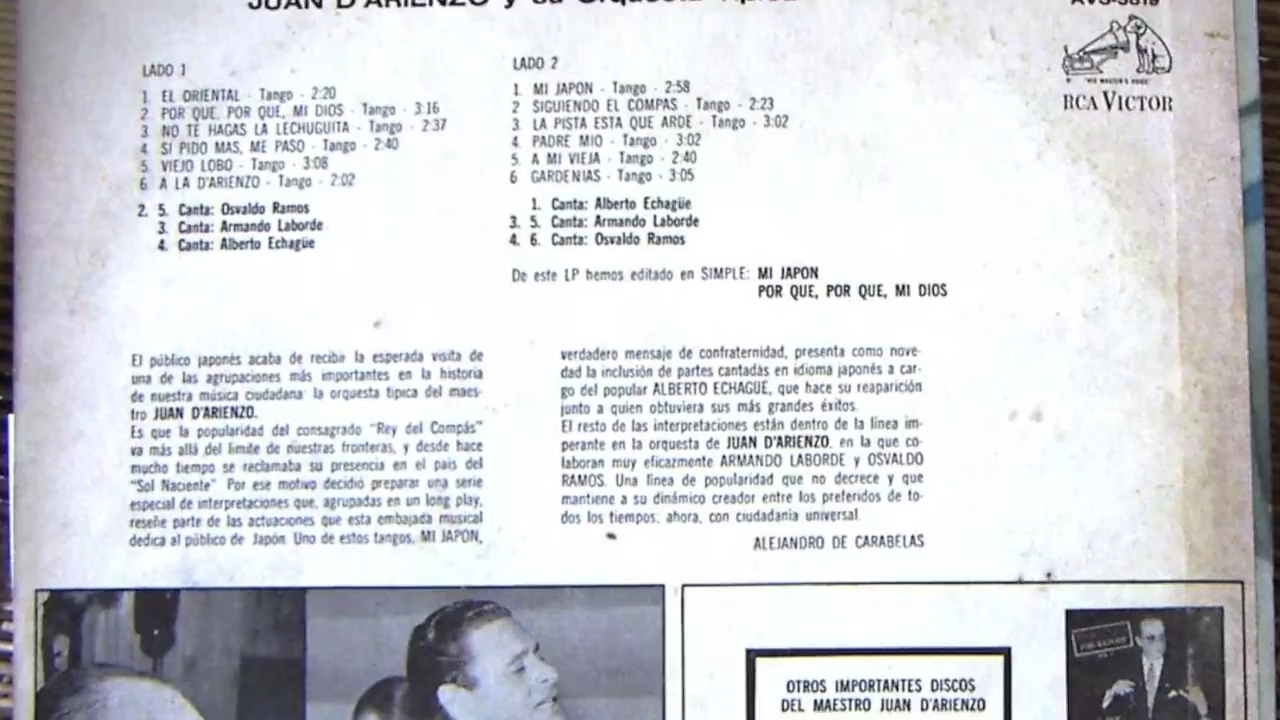 JUAN D'ARIENZO y su Orquesta Típica
AVS-3819
"HIS MASTER'S VOICE"
RCA VICTOR
LADO 1
1. EL ORIENTAL - Tango - 2:20
2. POR QUE, POR QUE, MI DIOS - Tango - 3:16
3. NO TE HAGAS LA LECHUGUITA - Tango - 2:37
4. SI PIDO MAS, ME PASO - Tango - 2:40
5. VIEJO LOBO - Tango - 3:08
6. A LA D'ARIENZO - Tango - 2:02
2. 5. Canta: Osvaldo Ramos
3. Canta: Armando Laborde
4. Canta: Alberto Echagüe
LADO 2
1. MI JAPON - Tango - 2:58
2 SIGUIENDO EL COMPAS - Tango - 2:23
3. LA PISTA ESTA QUE ARDE - Tango - 3:02
4. PADRE MIO - Tango - 3:02
5. A MI VIEJA - Tango - 2:40
6 GARDENIAS - Tango - 3:05
1. Canta: Alberto Echagüe
3. 5. Canta: Armando Laborde
4. 6. Canta: Osvaldo Ramos
De este LP hemos editado en SIMPLE: MI JAPON
POR QUE, POR QUE, MI DIOS
El público japonés acaba de recibir la esperada visita de
una de las agrupaciones más importantes en la historia
de nuestra música ciudadana: la orquesta típica del maes-
tro JUAN D'ARIENZO.
Es que la popularidad del consagrado "Rey del Compás"
va más allá del límite de nuestras fronteras, y desde hace
mucho tiempo se reclamaba su presencia en el país del
"Sol Naciente" Por ese motivo decidió preparar una serie
especial de interpretaciones que, agrupadas en un long play,
reseñe parte de las actuaciones que esta embajada musical
dedica al público de Japón. Uno de estos tangos, MI JAPON,
verdadero mensaje de confraternidad, presenta como nove-
dad la inclusión de partes cantadas en idioma japonés a car-
go del popular ALBERTO ECHAGUE, que hace su reaparición
junto a quien obtuviera sus más grandes éxitos.
El resto de las interpretaciones están dentro de la línea im-
perante en la orquesta de JUAN D'ARIENZO, en la que co-
laboran muy eficazmente ARMANDO LABORDE y OSVALDO
RAMOS. Una línea de popularidad que no decrece y que
mantiene a su dinámico creador entre los preferidos de to-
dos los tiempos; ahora, con ciudadanía universal.
ALEJANDRO DE CARABELAS
OTROS IMPORTANTES DISCOS
DEL MAESTRO JUAN D'ARIENZO